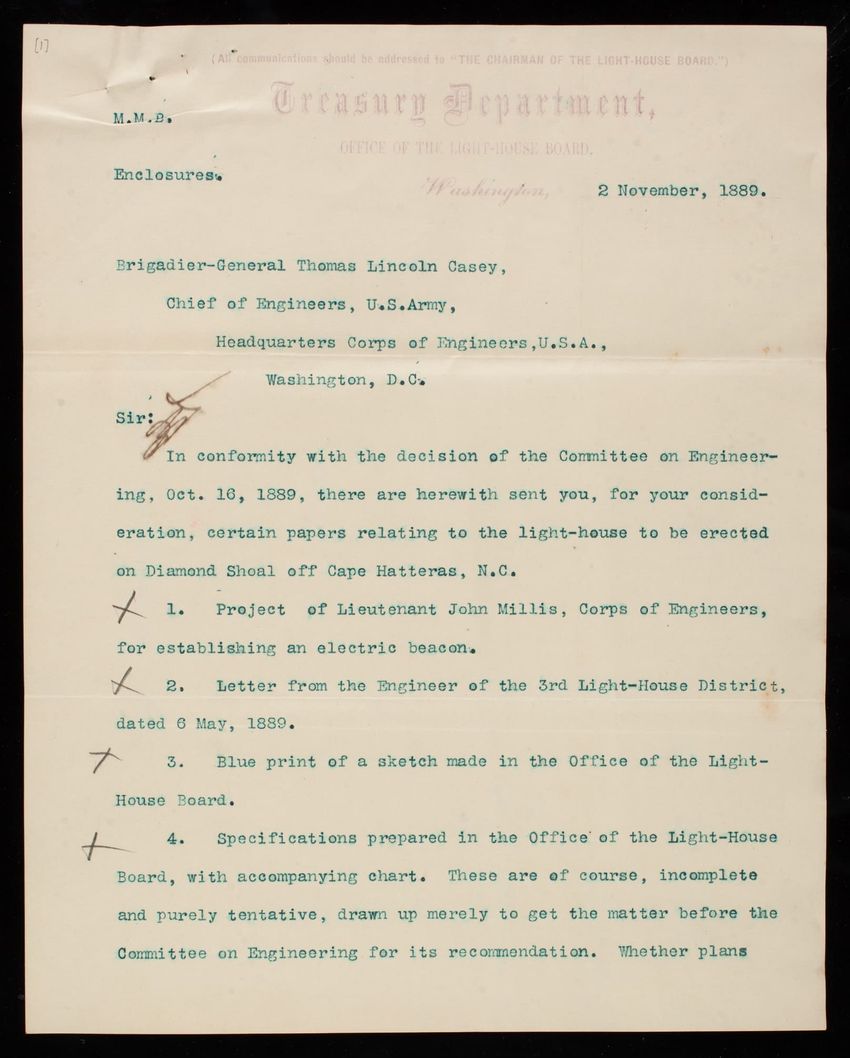 [1]
(All communications should be addressed to "THE CHAIRMAN OF THE LIGHT-HOUSE BOARD.")
Treasury Department,
M.M.B.
OFFICE OF THE LIGHT-HOUSE BOARD.
Enclosures.
Washington, 2 November, 1889.
Brigadier-General Thomas Lincoln Casey,
Chief of Engineers, U.S.Army,
Headquarters Corps of Engineers,U.S.A.,
Washington, D.C.
Sir:
In conformity with the decision of the Committee on Engineer-
ing, Oct. 16, 1889, there are herewith sent you, for your consid-
eration, certain papers relating to the light-house to be erected
on Diamond Shoal off Cape Hatteras, N.C.
1. Project of Lieutenant John Millis, Corps of Engineers,
for establishing an electric beacon.
2. Letter from the Engineer of the 3rd Light-House District,
dated 6 May, 1889.
3. Blue print of a sketch made in the Office of the Light-
House Board.
4. Specifications prepared in the Office of the Light-House
Board, with accompanying chart. These are of course, incomplete
and purely tentative, drawn up merely to get the matter before the
Committee on Engineering for its recommendation. Whether plans